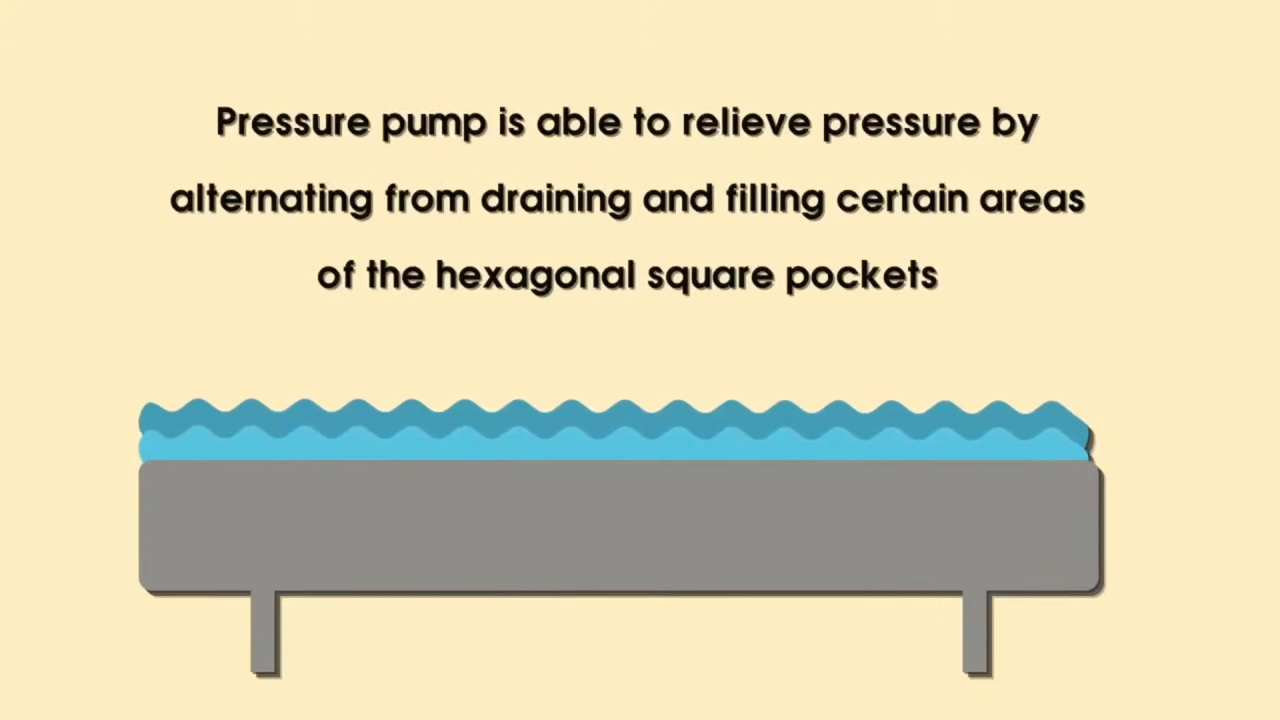 Pressure pump is able to relieve pressure by
alternating from draining and filling certain areas
of the hexagonal square pockets